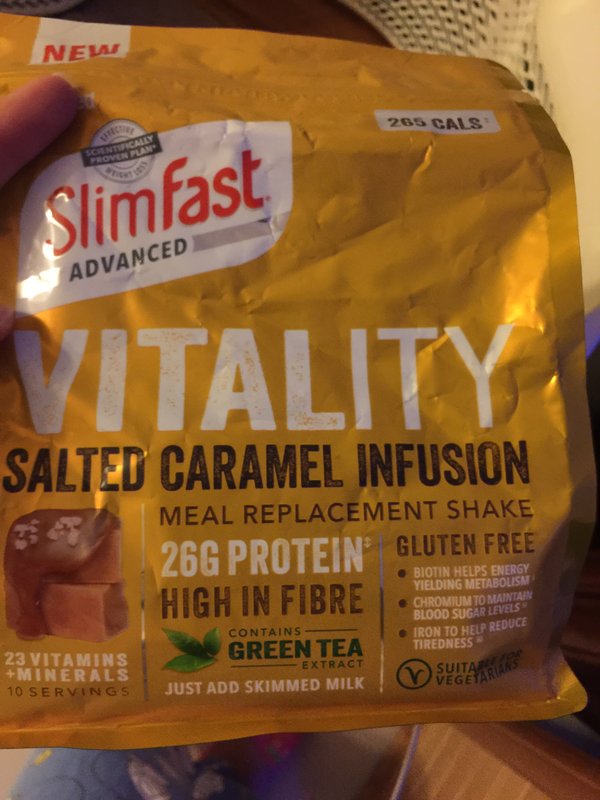 NEW
EFFECTIVE
SCIENTIFICALLY
PROVEN PLAN*
WEIGHT LOSS
265 CALS‡
SlimFast
ADVANCED
VITALITY
SALTED CARAMEL INFUSION
MEAL REPLACEMENT SHAKE
26G PROTEIN‡
HIGH IN FIBRE
CONTAINS
GREEN TEA
EXTRACT
JUST ADD SKIMMED MILK
GLUTEN FREE
• BIOTIN HELPS ENERGY
YIELDING METABOLISM
• CHROMIUM TO MAINTAIN
BLOOD SUGAR LEVELS
• IRON TO HELP REDUCE
TIREDNESS
V SUITABLE FOR
VEGETARIANS
23 VITAMINS
+MINERALS
10 SERVINGS